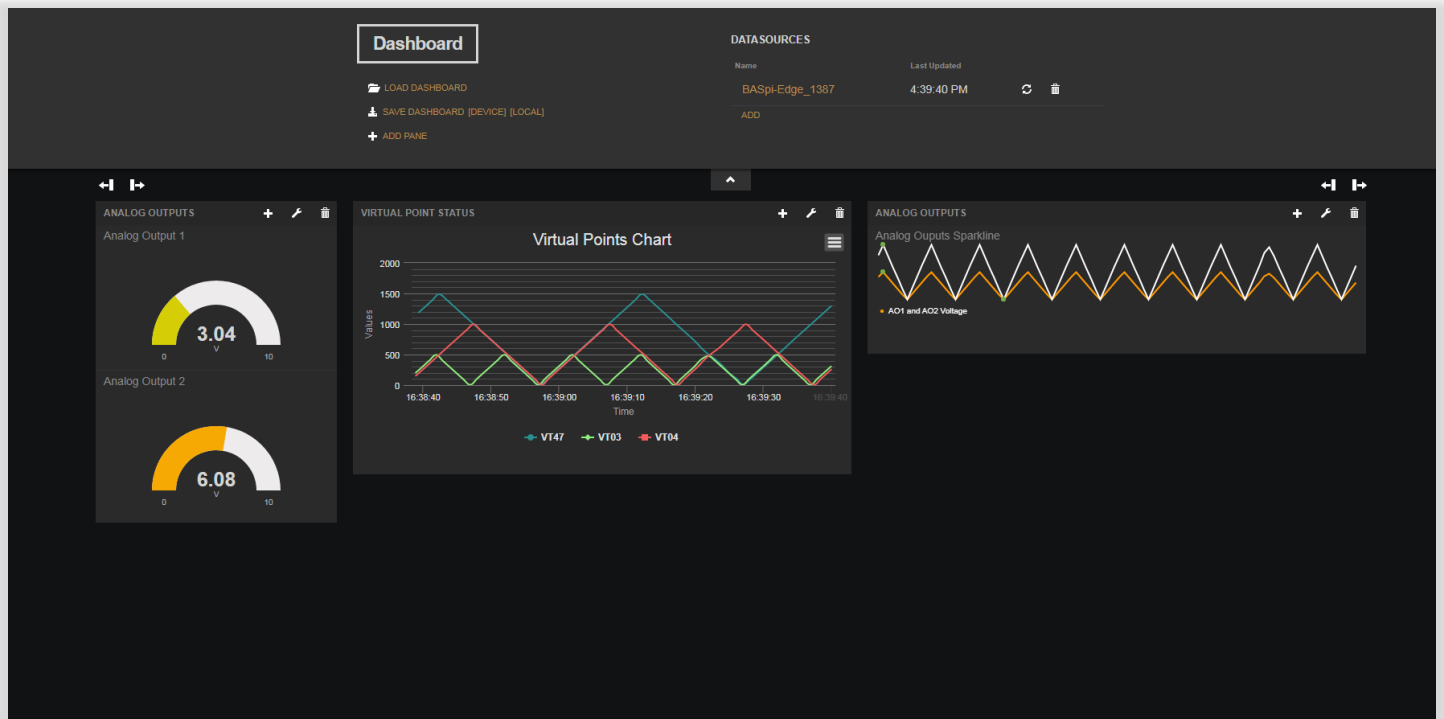 Dashboard
LOAD DASHBOARD
SAVE DASHBOARD [DEVICE] [LOCAL]
ADD PANE
DATASOURCES
Name Last Updated
BASpi-Edge_1387 4:39:40 PM
ADD
ANALOG OUTPUTS
Analog Output 1
3.04
V
0 10
Analog Output 2
6.08
V
0 10
VIRTUAL POINT STATUS
Virtual Points Chart
Values
2000
1500
1000
500
0
16:38:40 16:38:50 16:39:00 16:39:10 16:39:20 16:39:30 16:39:40
Time
VT47 VT03 VT04
ANALOG OUTPUTS
Analog Ouputs Sparkline
AO1 and AO2 Voltage